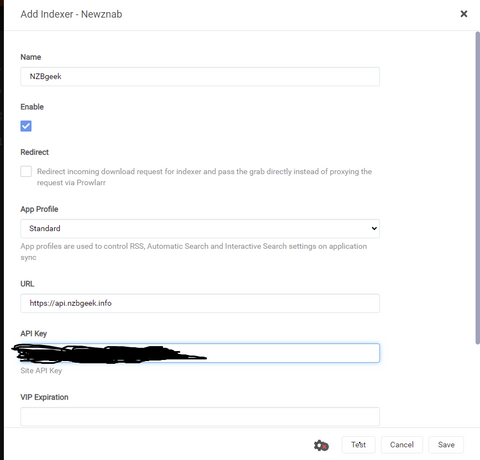 Add Indexer - Newznab
Name
NZBgeek
Enable
Redirect
Redirect incoming download request for indexer and pass the grab directly instead of proxying the
request via Prowlarr
App Profile
Standard
App profiles are used to control RSS, Automatic Search and Interactive Search settings on application
sync
URL
https://api.nzbgeek.info
API Key
Site API Key
VIP Expiration
Test
Cancel
Save